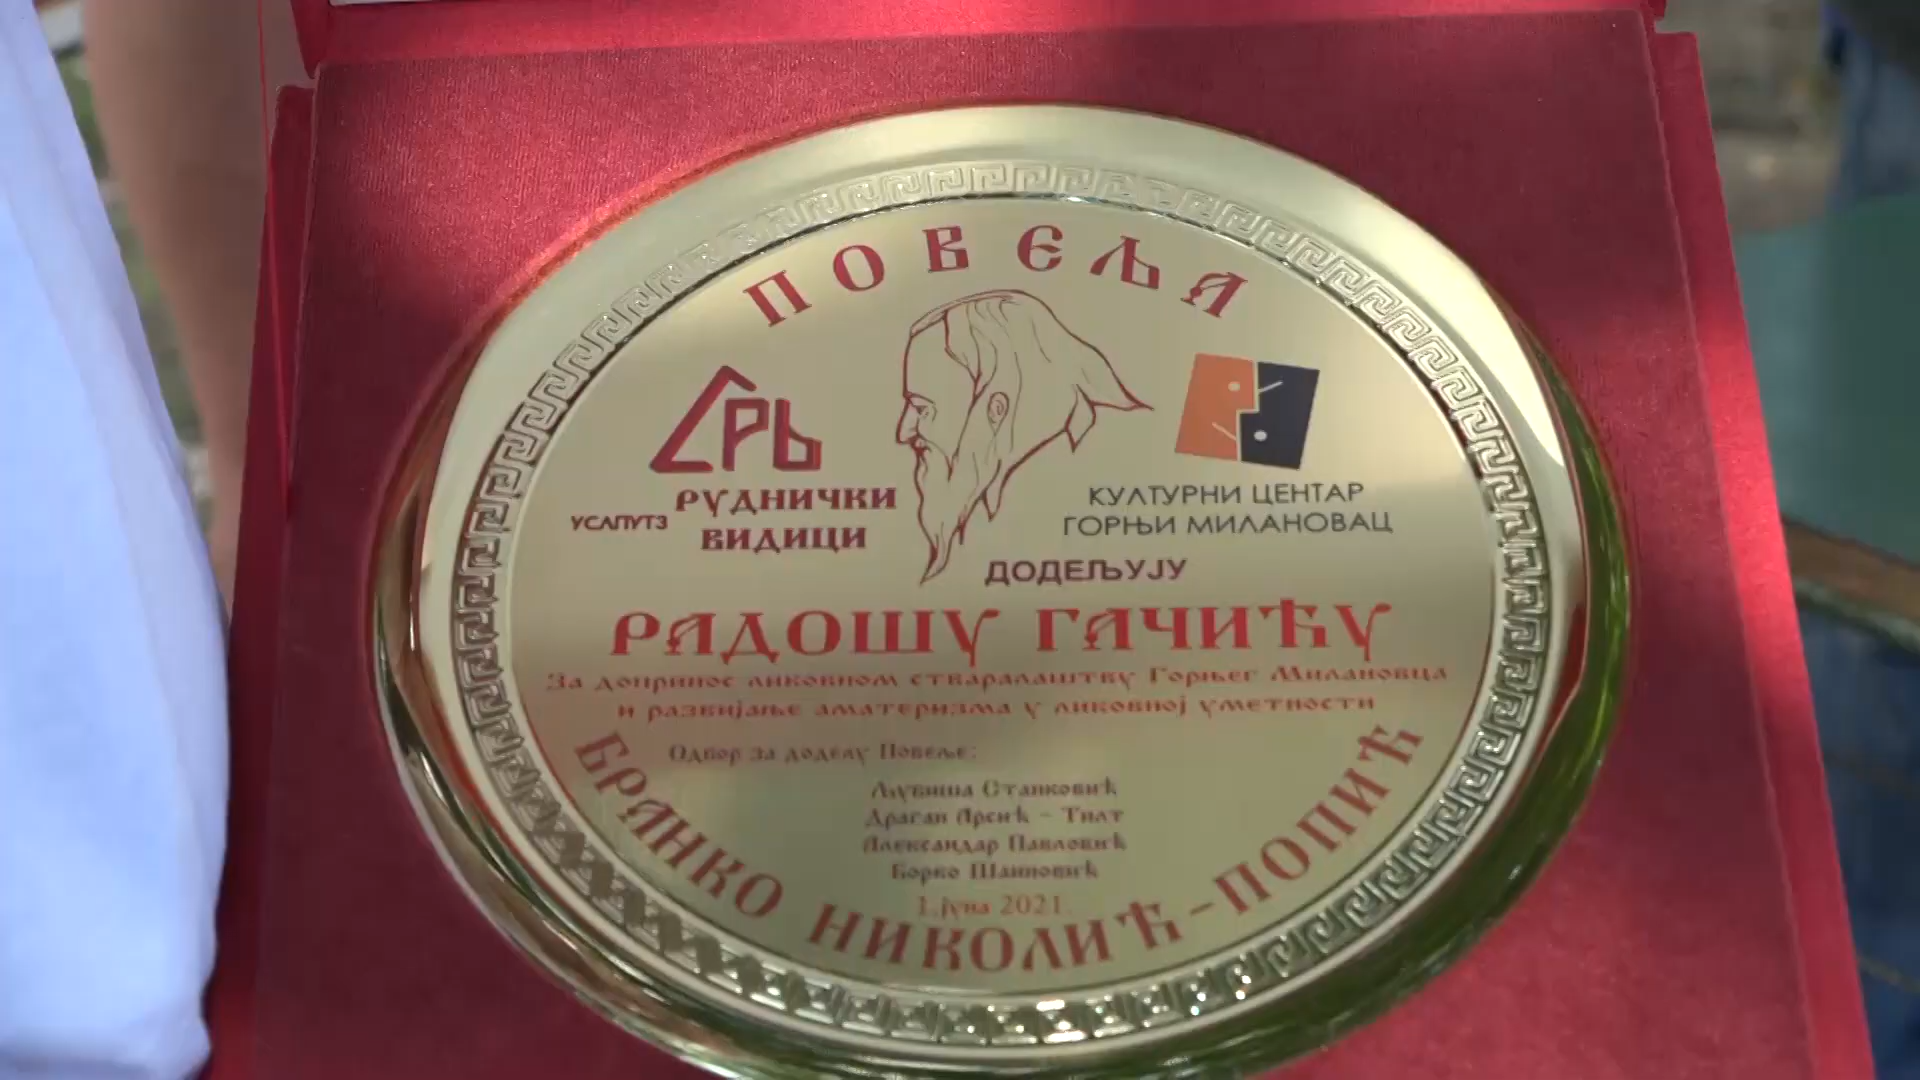 ПОВЕЉА
СРЬ
УСЛПУТЗ РУДНИЧКИ
ВИДИЦИ
КУЛТУРНИ ЦЕНТАР
ГОРЊИ МИЛАНОВАЦ
ДОДЕЉУЈУ
РАДОШУ ГАЧИЋУ
За допринос ликовном стваралаштву Горњег Милановца
и развијање аматеризма у ликовној уметности
Одбор за доделу Повеље:
Љубиша Станковић
Драган Арсић - Тилт
Александар Павловић
Борко Шаиновић
1.јуна 2021.
БРАНКО НИКОЛИЋ-ПОПИЋ